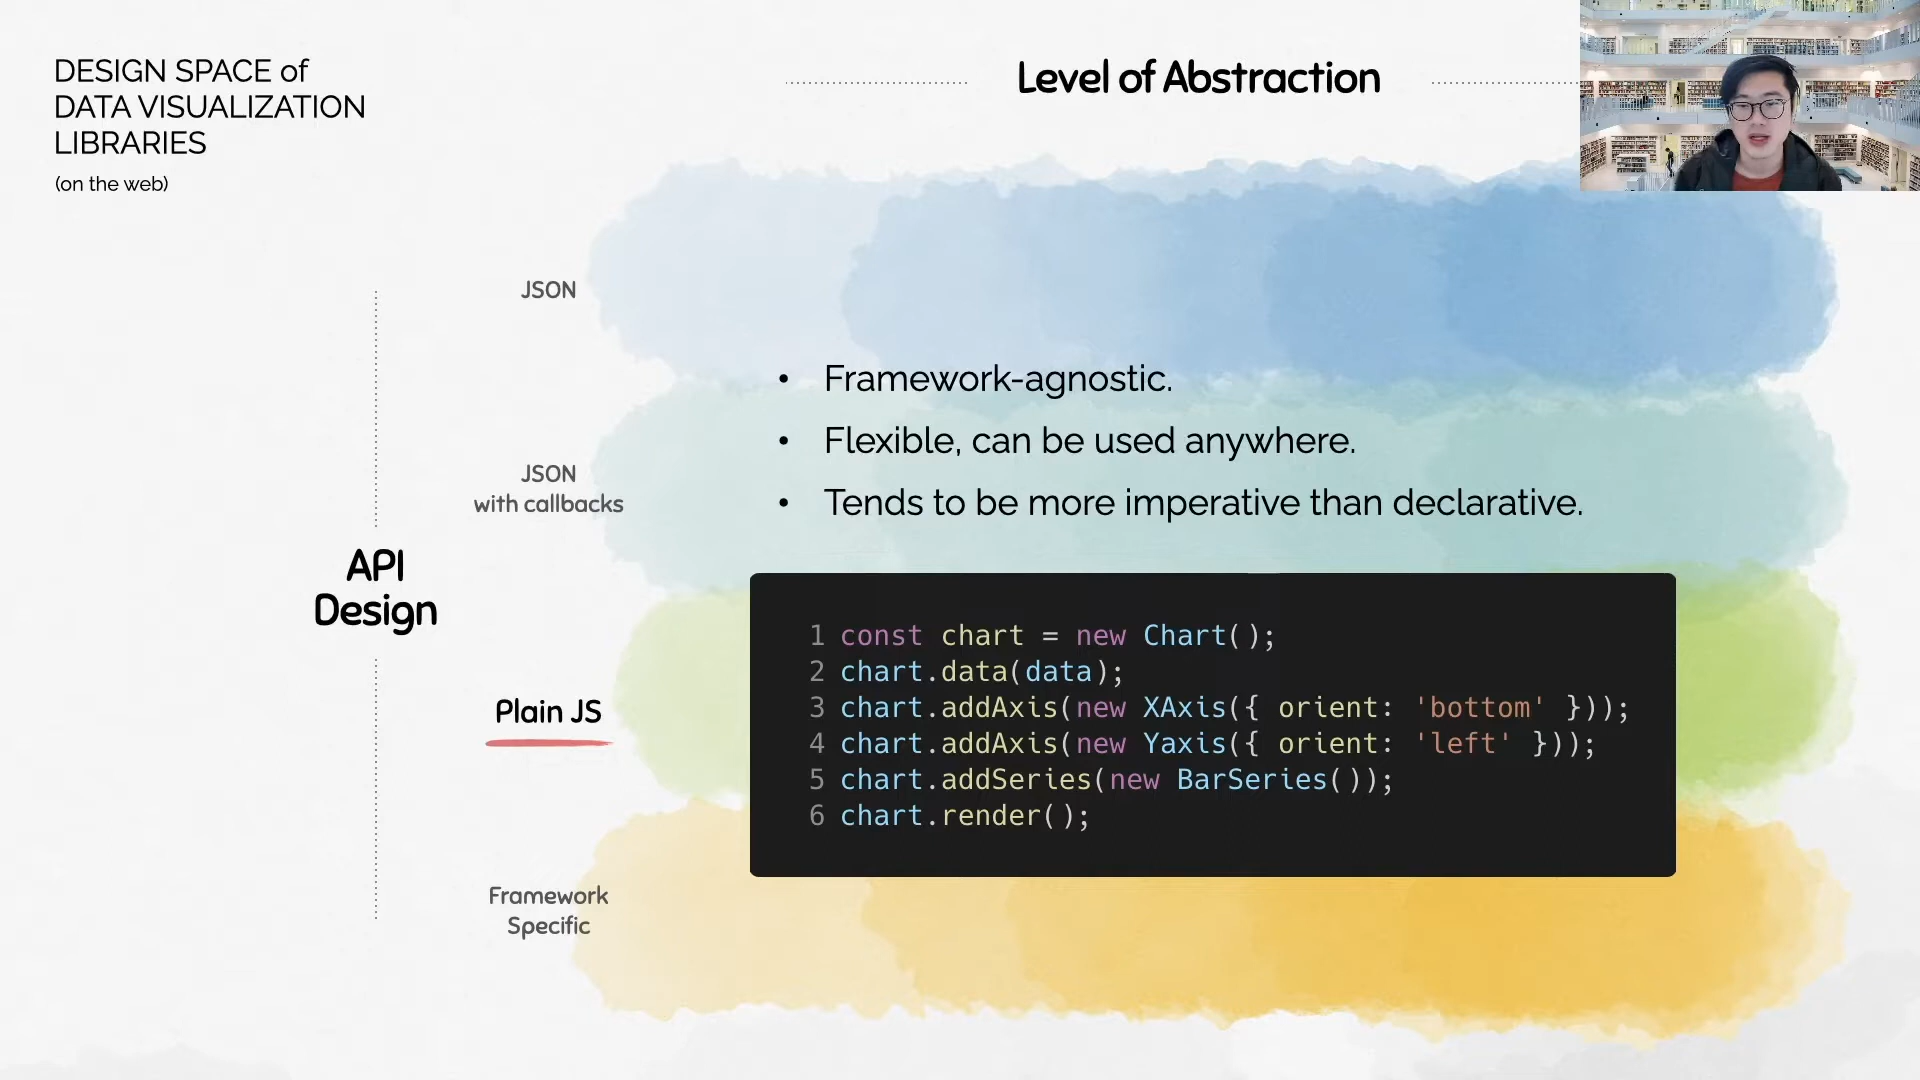 DESIGN SPACE of
DATA VISUALIZATION
LIBRARIES
(on the web)
Level of Abstraction
JSON
JSON
with callbacks
API
Design
Plain JS
Framework
Specific
• Framework-agnostic.
• Flexible, can be used anywhere.
• Tends to be more imperative than declarative.
1 const chart = new Chart();
2 chart.data(data);
3 chart.addAxis(new XAxis({ orient: 'bottom' }));
4 chart.addAxis(new Yaxis({ orient: 'left' }));
5 chart.addSeries(new BarSeries());
6 chart.render();